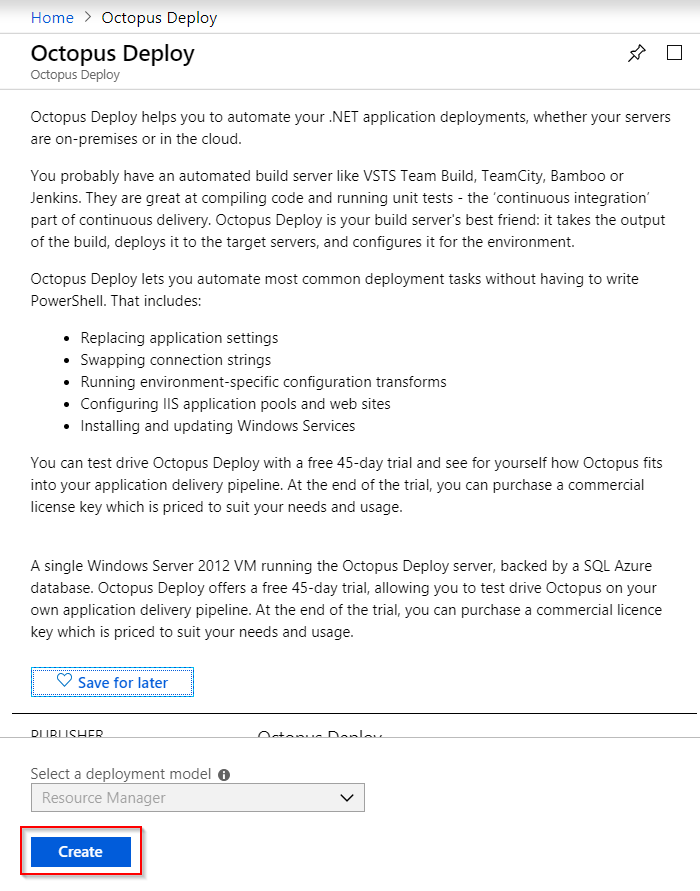 Home > Octopus Deploy
Octopus Deploy
Octopus Deploy
Octopus Deploy helps you to automate your .NET application deployments, whether your servers
are on-premises or in the cloud.
You probably have an automated build server like VSTS Team Build, TeamCity, Bamboo or
Jenkins. They are great at compiling code and running unit tests - the ‘continuous integration’
part of continuous delivery. Octopus Deploy is your build server's best friend: it takes the output
of the build, deploys it to the target servers, and configures it for the environment.
Octopus Deploy lets you automate most common deployment tasks without having to write
PowerShell. That includes:
• Replacing application settings
• Swapping connection strings
• Running environment-specific configuration transforms
• Configuring IIS application pools and web sites
• Installing and updating Windows Services
You can test drive Octopus Deploy with a free 45-day trial and see for yourself how Octopus fits
into your application delivery pipeline. At the end of the trial, you can purchase a commercial
license key which is priced to suit your needs and usage.
A single Windows Server 2012 VM running the Octopus Deploy server, backed by a SQL Azure
database. Octopus Deploy offers a free 45-day trial, allowing you to test drive Octopus on your
own application delivery pipeline. At the end of the trial, you can purchase a commercial licence
key which is priced to suit your needs and usage.
Save for later
PUBLISHER Octopus Deploy
Select a deployment model
Resource Manager
Create